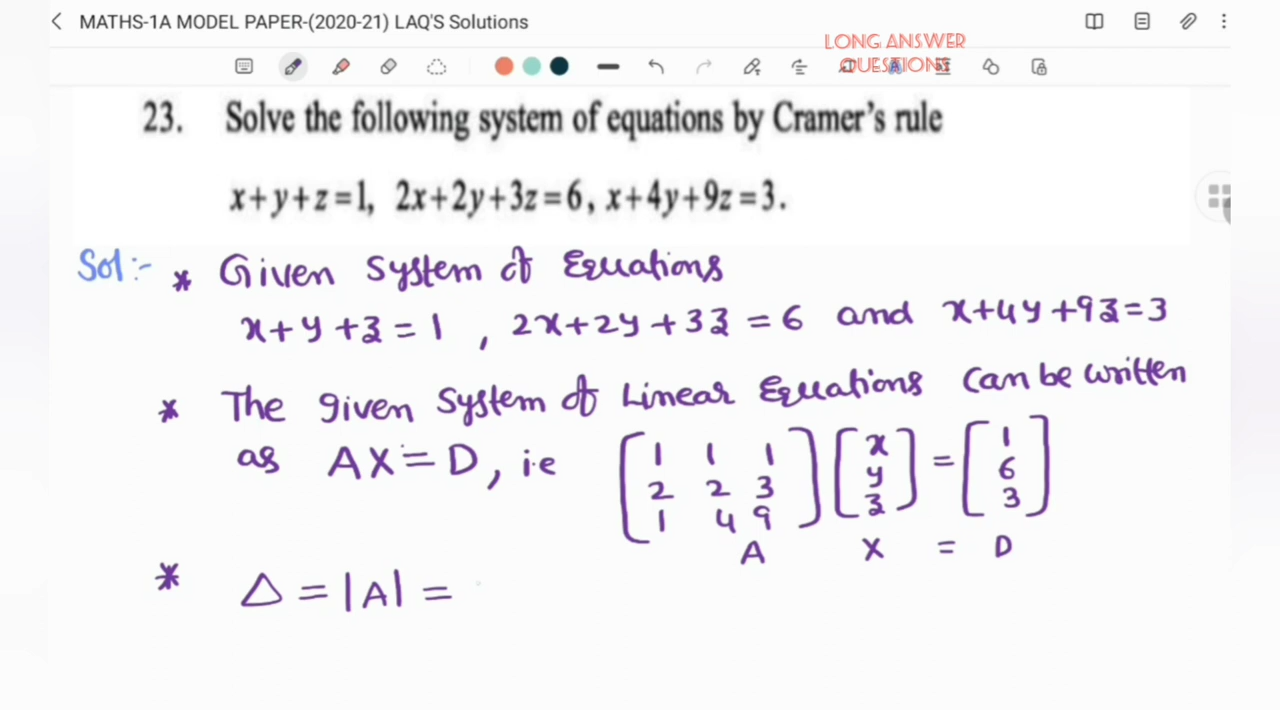 MATHS-1A MODEL PAPER-(2020-21) LAQ'S Solutions
LONG ANSWER
QUESTIONS
23. Solve the following system of equations by Cramer's rule
x+y+z=1, 2x+2y+3z=6, x+4y+9z=3.
Sol:- * Given System of Equations
x+y+z=1, 2x+2y+3z=6 and x+4y+9z=3
* The given System of Linear Equations can be written
as AX=D, i.e [1 1 1 [x = [1
2 2 3 y 6
1 4 9] z] 3]
A X = D
* Δ = |A| =